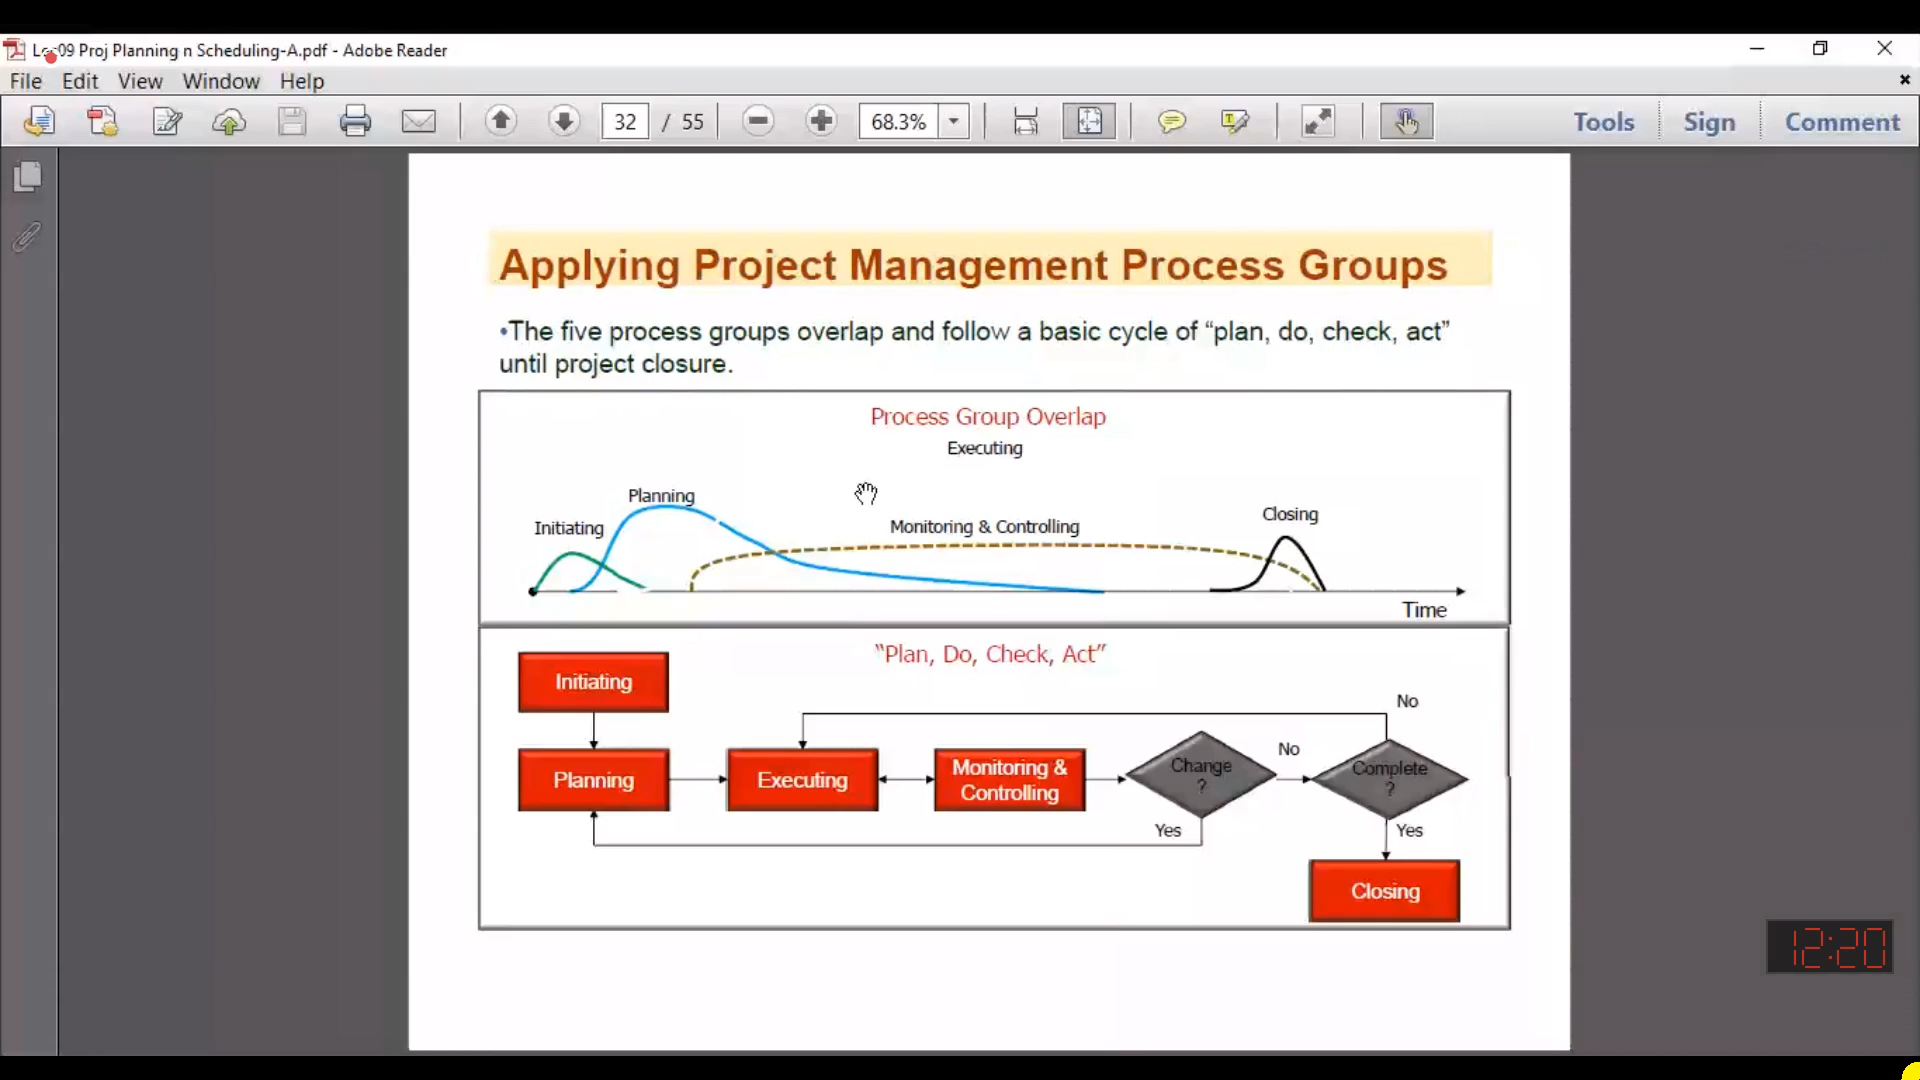 Lec09 Proj Planning n Scheduling-A.pdf - Adobe Reader
File Edit View Window Help
32 / 55 68.3% Tools Sign Comment
Applying Project Management Process Groups
•The five process groups overlap and follow a basic cycle of “plan, do, check, act”
until project closure.
Process Group Overlap
Executing
Planning
Initiating
Monitoring & Controlling
Closing
Time
“Plan, Do, Check, Act”
Initiating
No
Planning
Executing
Monitoring &
Controlling
Change
?
No
Complete
?
Yes
Yes
Closing
12:20